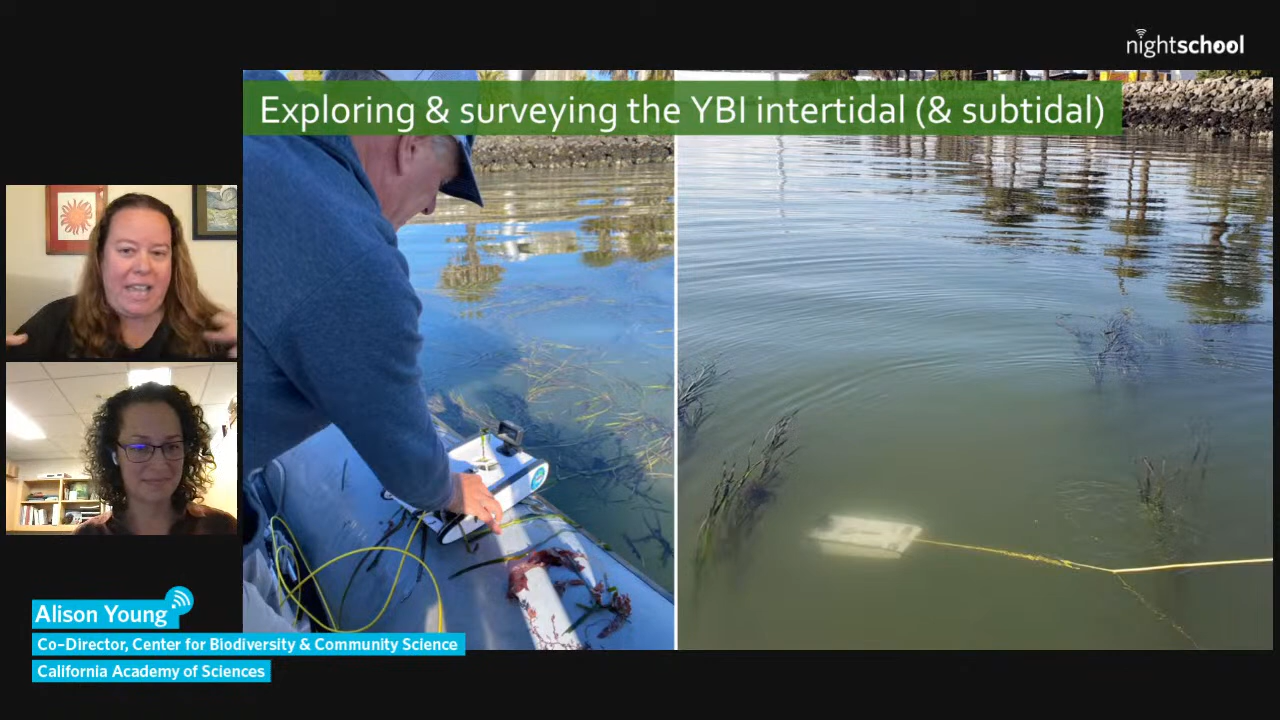 nightschool
Exploring & surveying the YBI intertidal (& subtidal)
Alison Young
Co-Director, Center for Biodiversity & Community Science
California Academy of Sciences